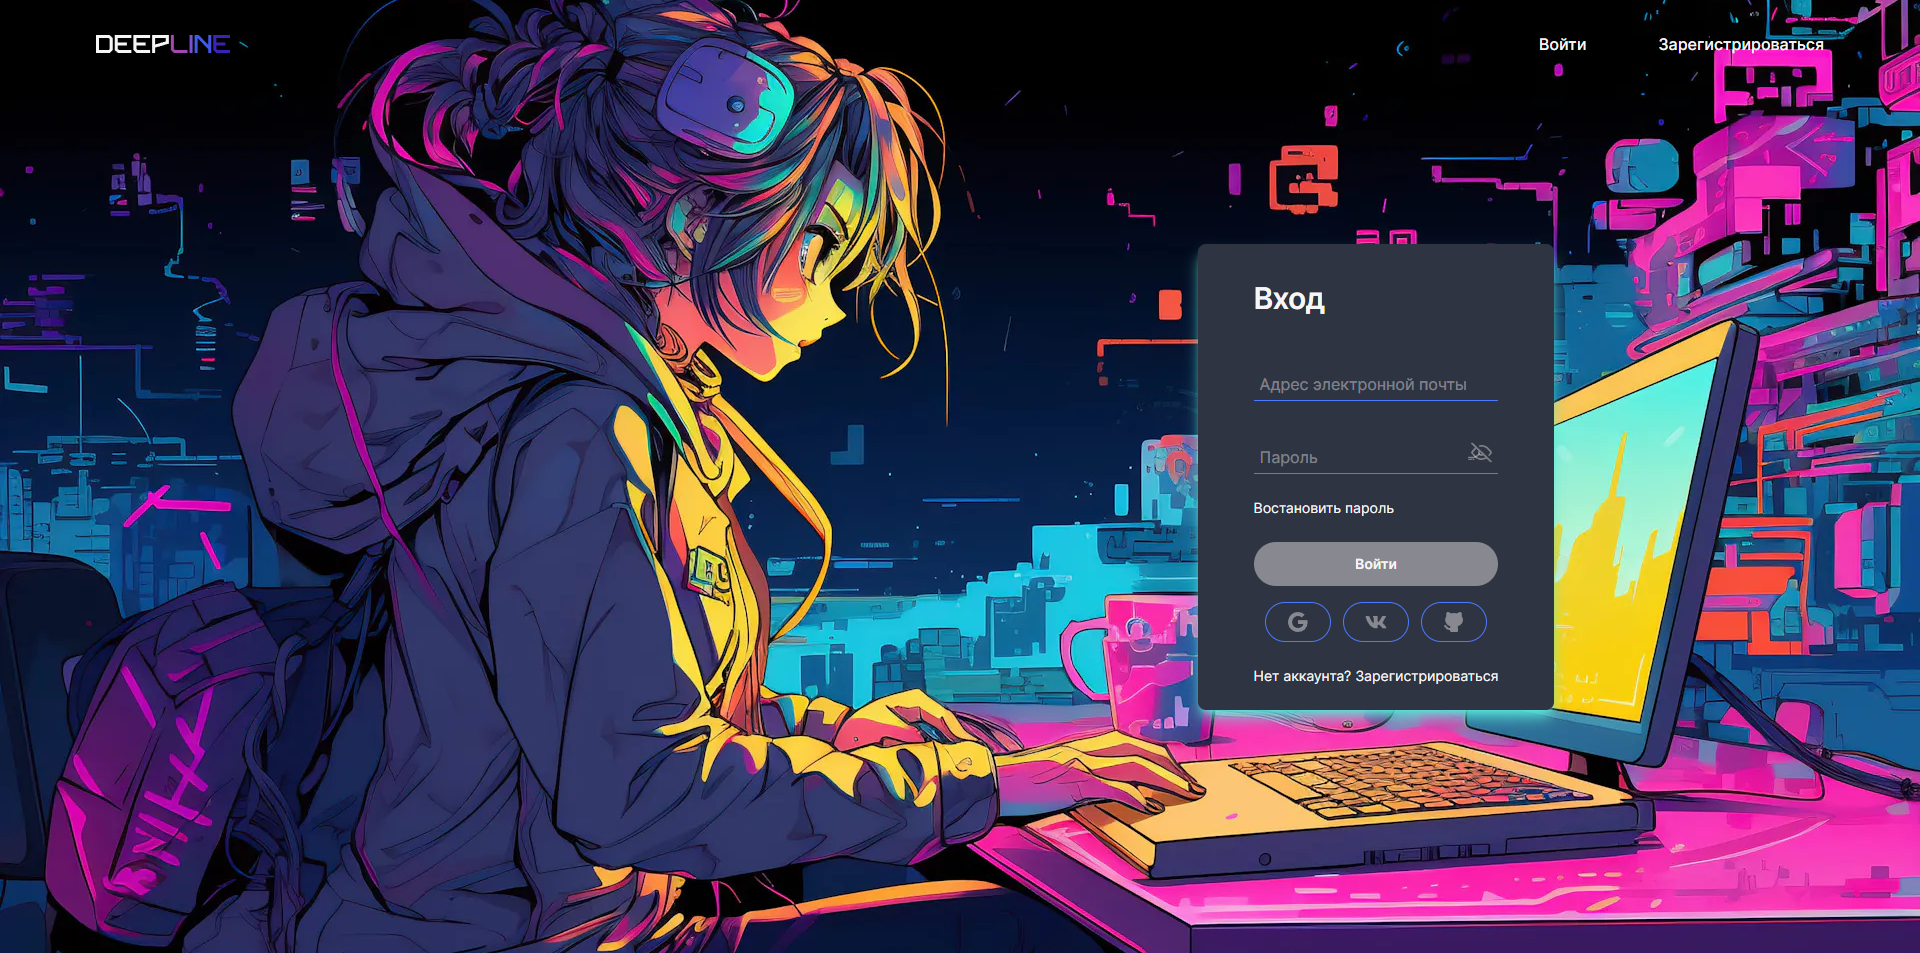 DEEPLINE
Войти
Зарегистрироваться
Вход
Адрес электронной почты
Пароль
Востановить пароль
Войти
Нет аккаунта? Зарегистрироваться